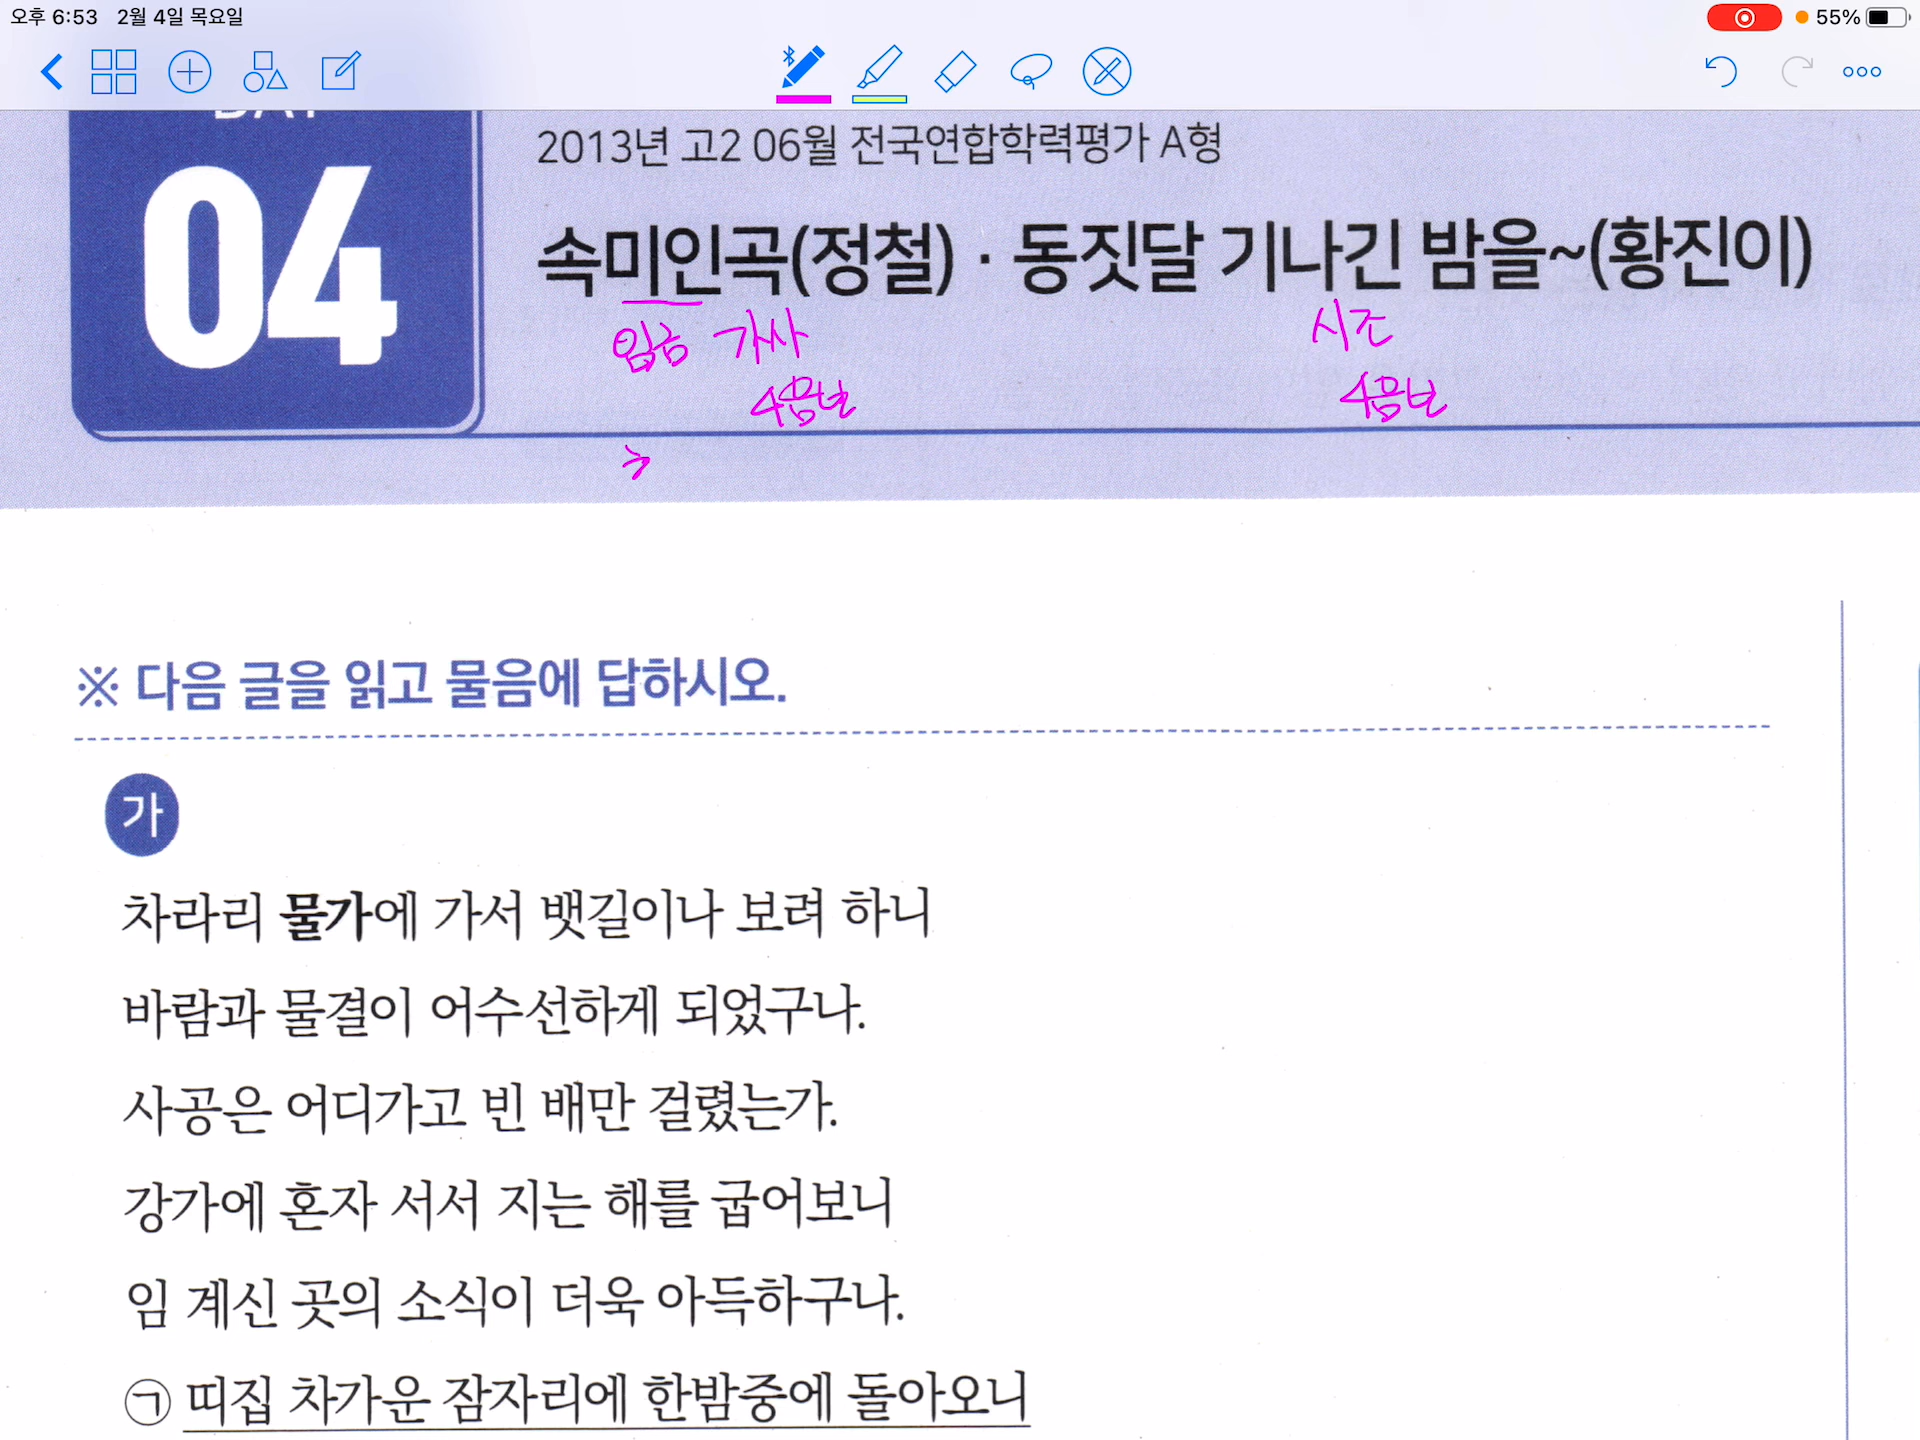 오후 6:53 2월 4일 목요일
55%
DAY
04
2013년 고2 06월 전국연합학력평가 A형
속미인곡(정철) · 동짓달 기나긴 밤을~(황진이)
임금 가사 시조
4음보 4음보
※ 다음 글을 읽고 물음에 답하시오.
가
차라리 물가에 가서 뱃길이나 보려 하니
바람과 물결이 어수선하게 되었구나.
사공은 어디가고 빈 배만 걸렸는가.
강가에 혼자 서서 지는 해를 굽어보니
임 계신 곳의 소식이 더욱 아득하구나.
㉠ 띠집 차가운 잠자리에 한밤중에 돌아오니